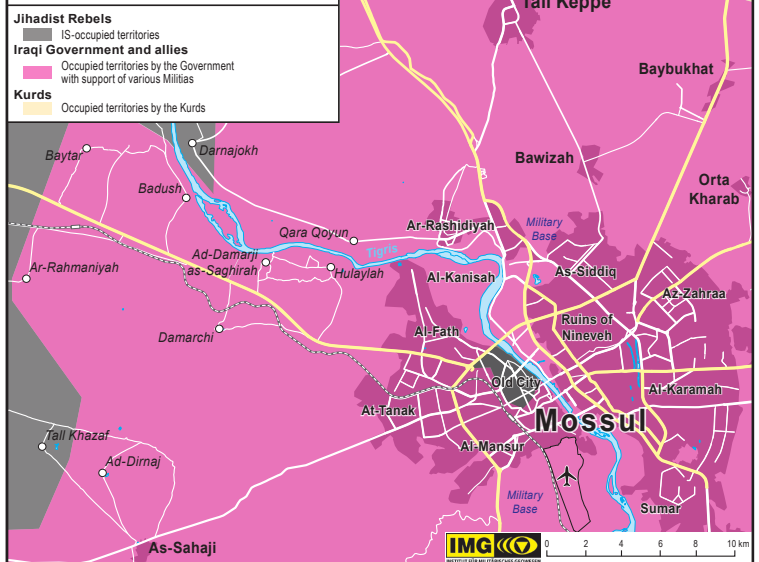 Jihadist Rebels
IS-occupied territories
Iraqi Government and allies
Occupied territories by the Government
with support of various Militias
Kurds
Occupied territories by the Kurds
Tall Keppe
Baybukhat
Bawizah
Orta
Kharab
Darnajokh
Baytar
Badush
Qara Qoyun
Ar-Rashidiyah
Military
Base
Tigris
Ad-Damarji
as-Saghirah
Hulaylah
Ar-Rahmaniyah
Al-Kanisah
As-Siddiq
Az-Zahraa
Damarchi
Al-Fath
Ruins of
Nineveh
Old City
Al-Karamah
At-Tanak
Mossul
Tall Khazaf
Al-Mansur
Ad-Dirnaj
Military
Base
Sumar
As-Sahaji
IMG
INSTITUT FÜR MILITÄRISCHES GEOWESEN
0 2 4 6 8 10 km